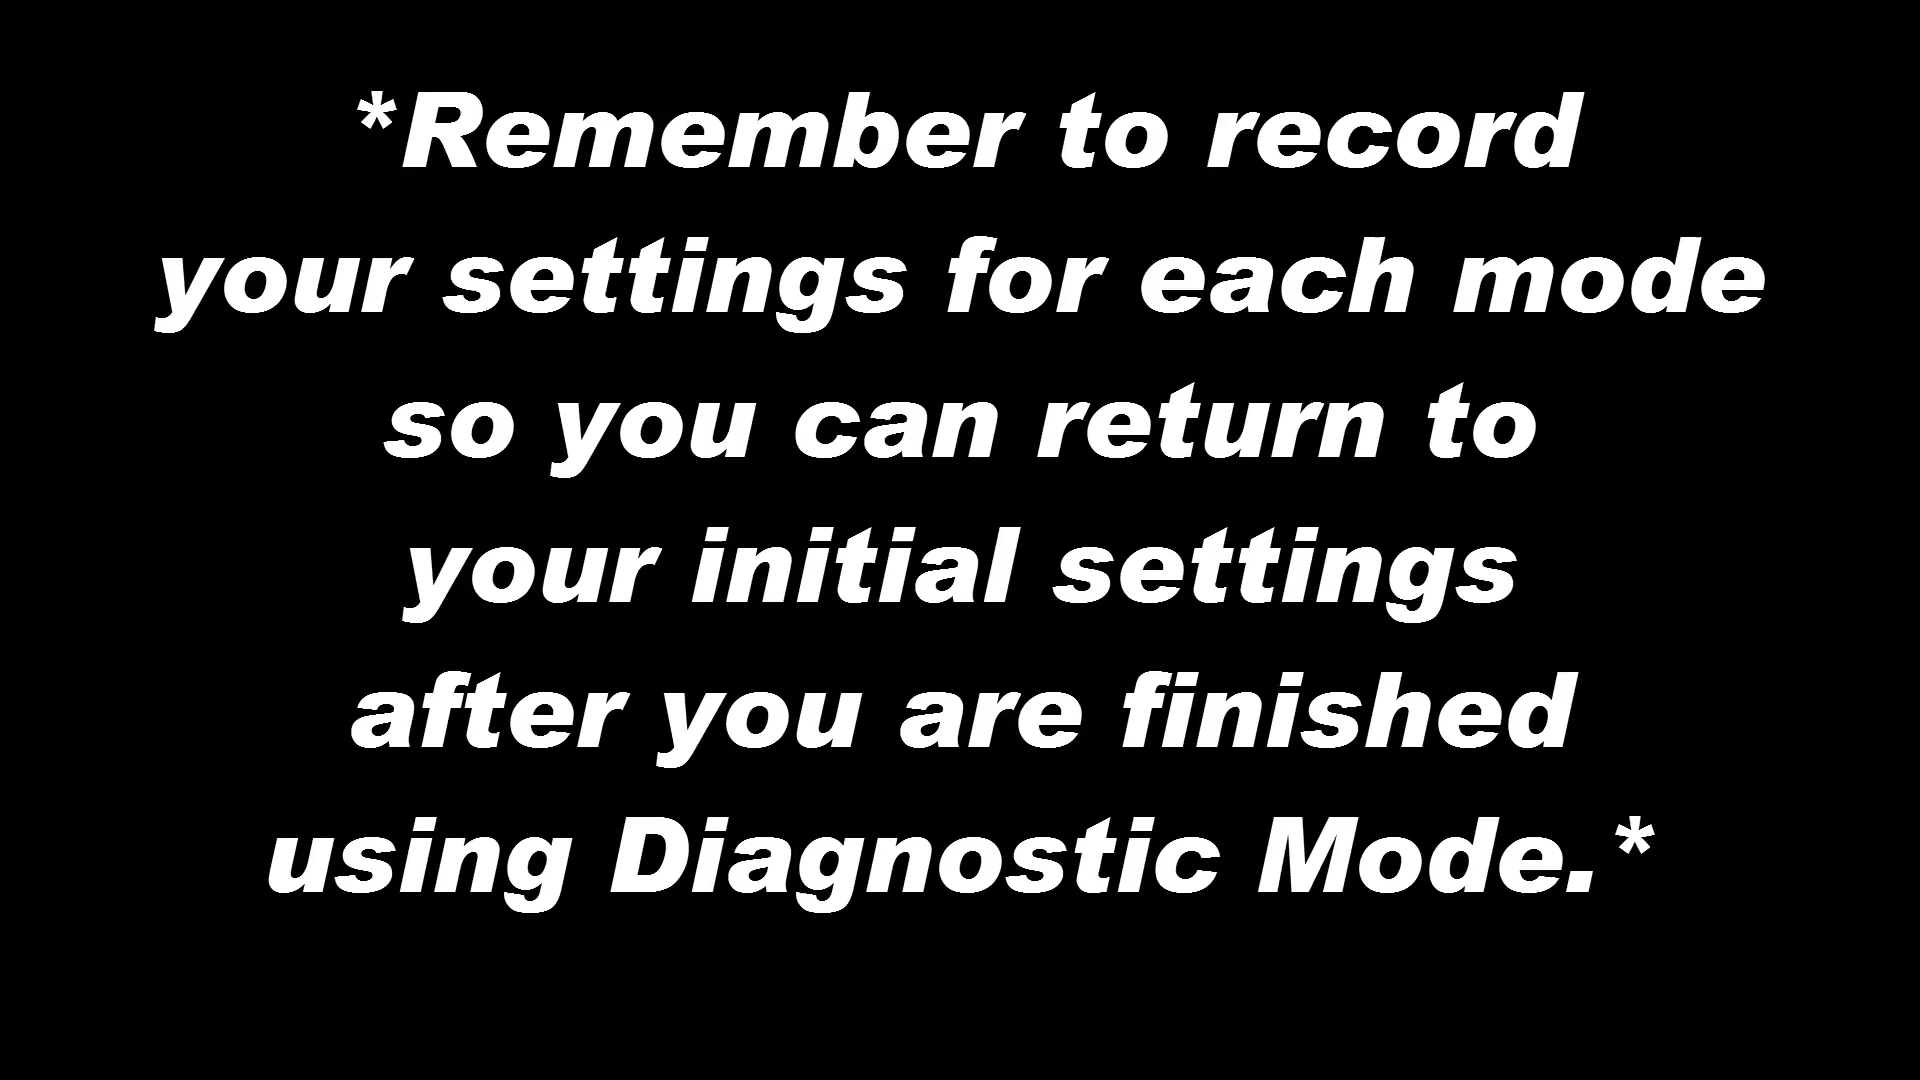 *Remember to record
your settings for each mode
so you can return to
your initial settings
after you are finished
using Diagnostic Mode.*